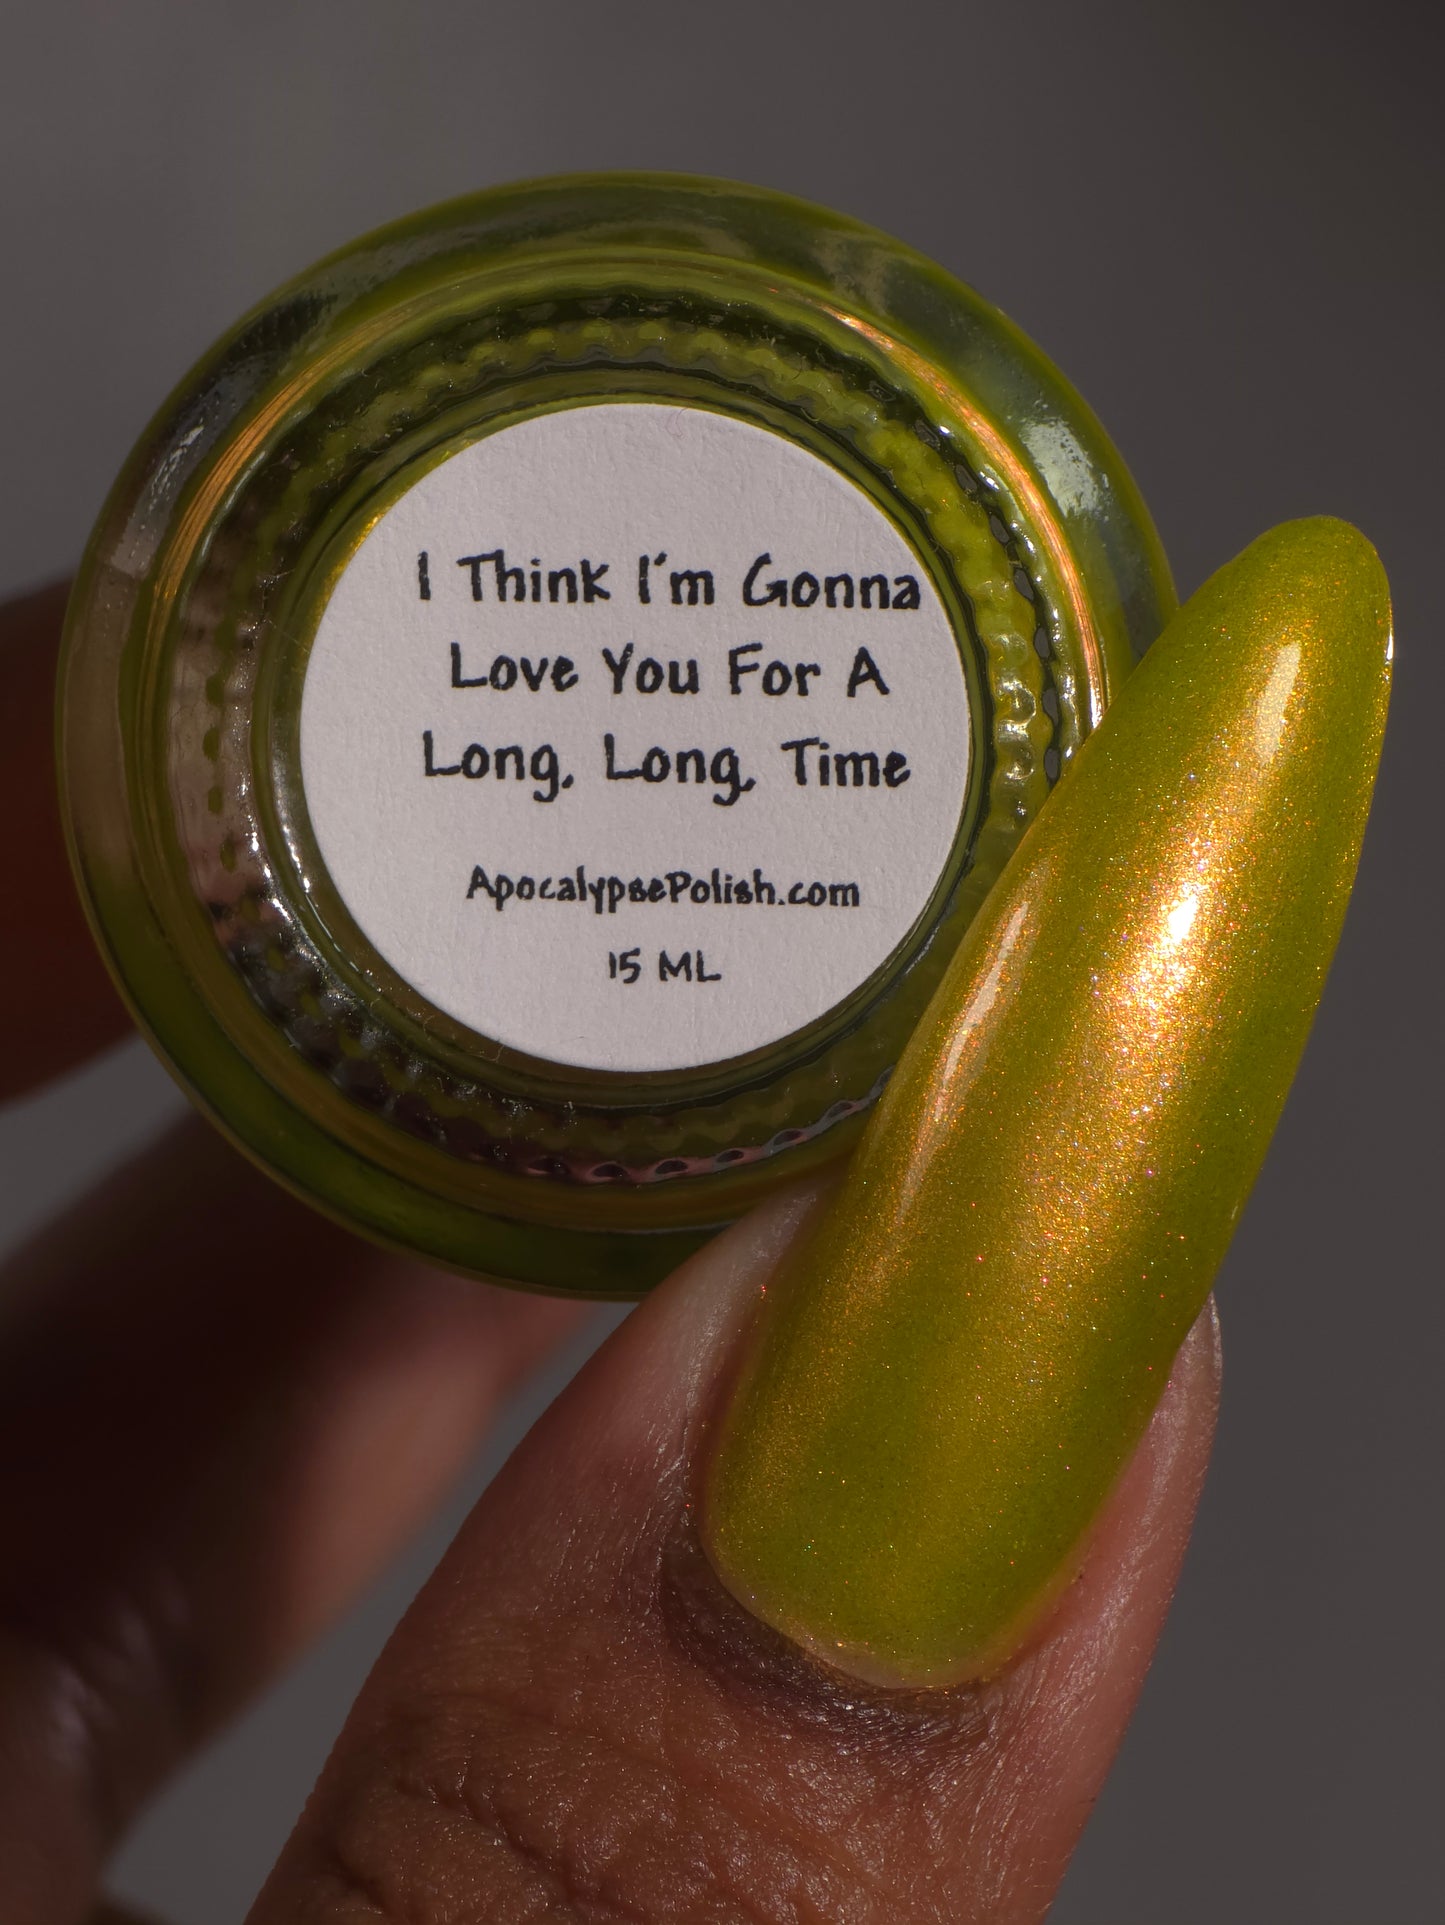 I Think I'm Gonna
Love You For A
Long, Long, Time
ApocalypsePolish.com
15 ML